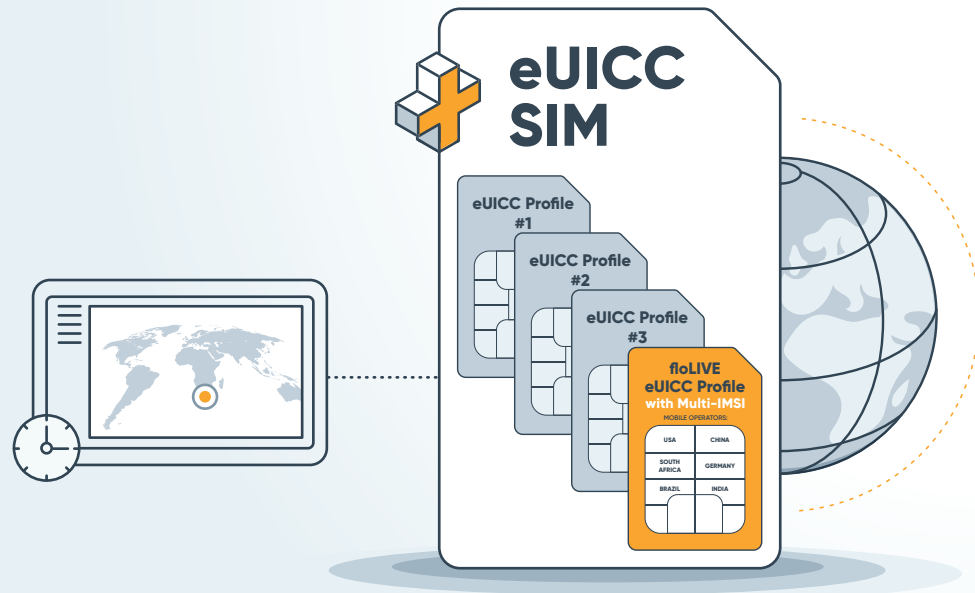 eUICC
SIM
eUICC Profile
#1
eUICC Profile
#2
eUICC Profile
#3
floLIVE
eUICC Profile
with Multi-IMSI
MOBILE OPERATORS:
USA
CHINA
SOUTH
AFRICA
GERMANY
BRAZIL
INDIA